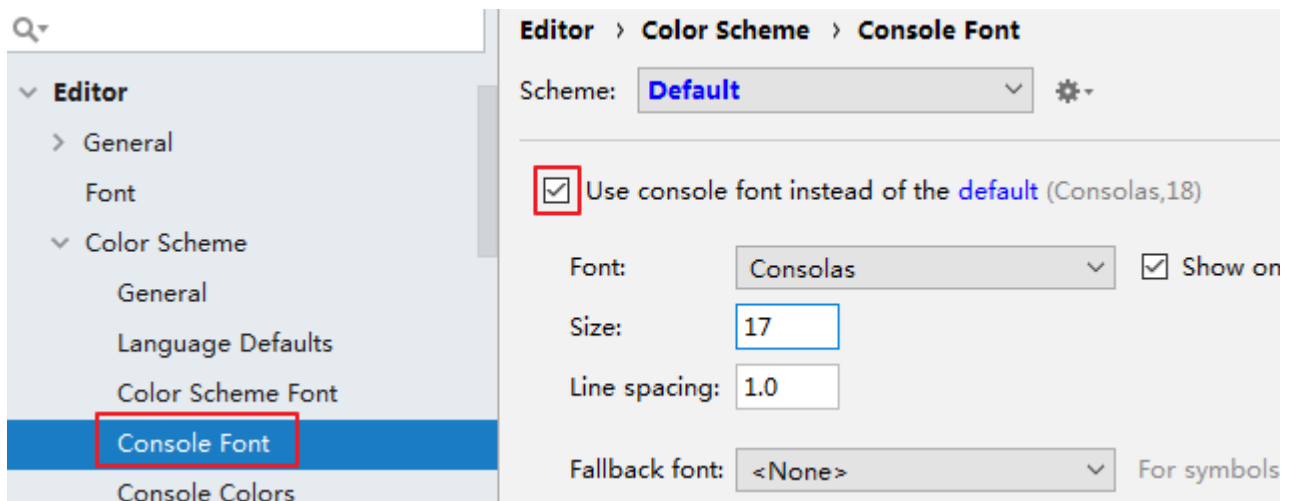 Editor
General
Font
Color Scheme
General
Language Defaults
Color Scheme Font
Console Font
Console Colors
Editor > Color Scheme > Console Font
Scheme: Default
Use console font instead of the default (Consolas,18)
Font: Consolas Show on
Size: 17
Line spacing: 1.0
Fallback font: <None> For symbols